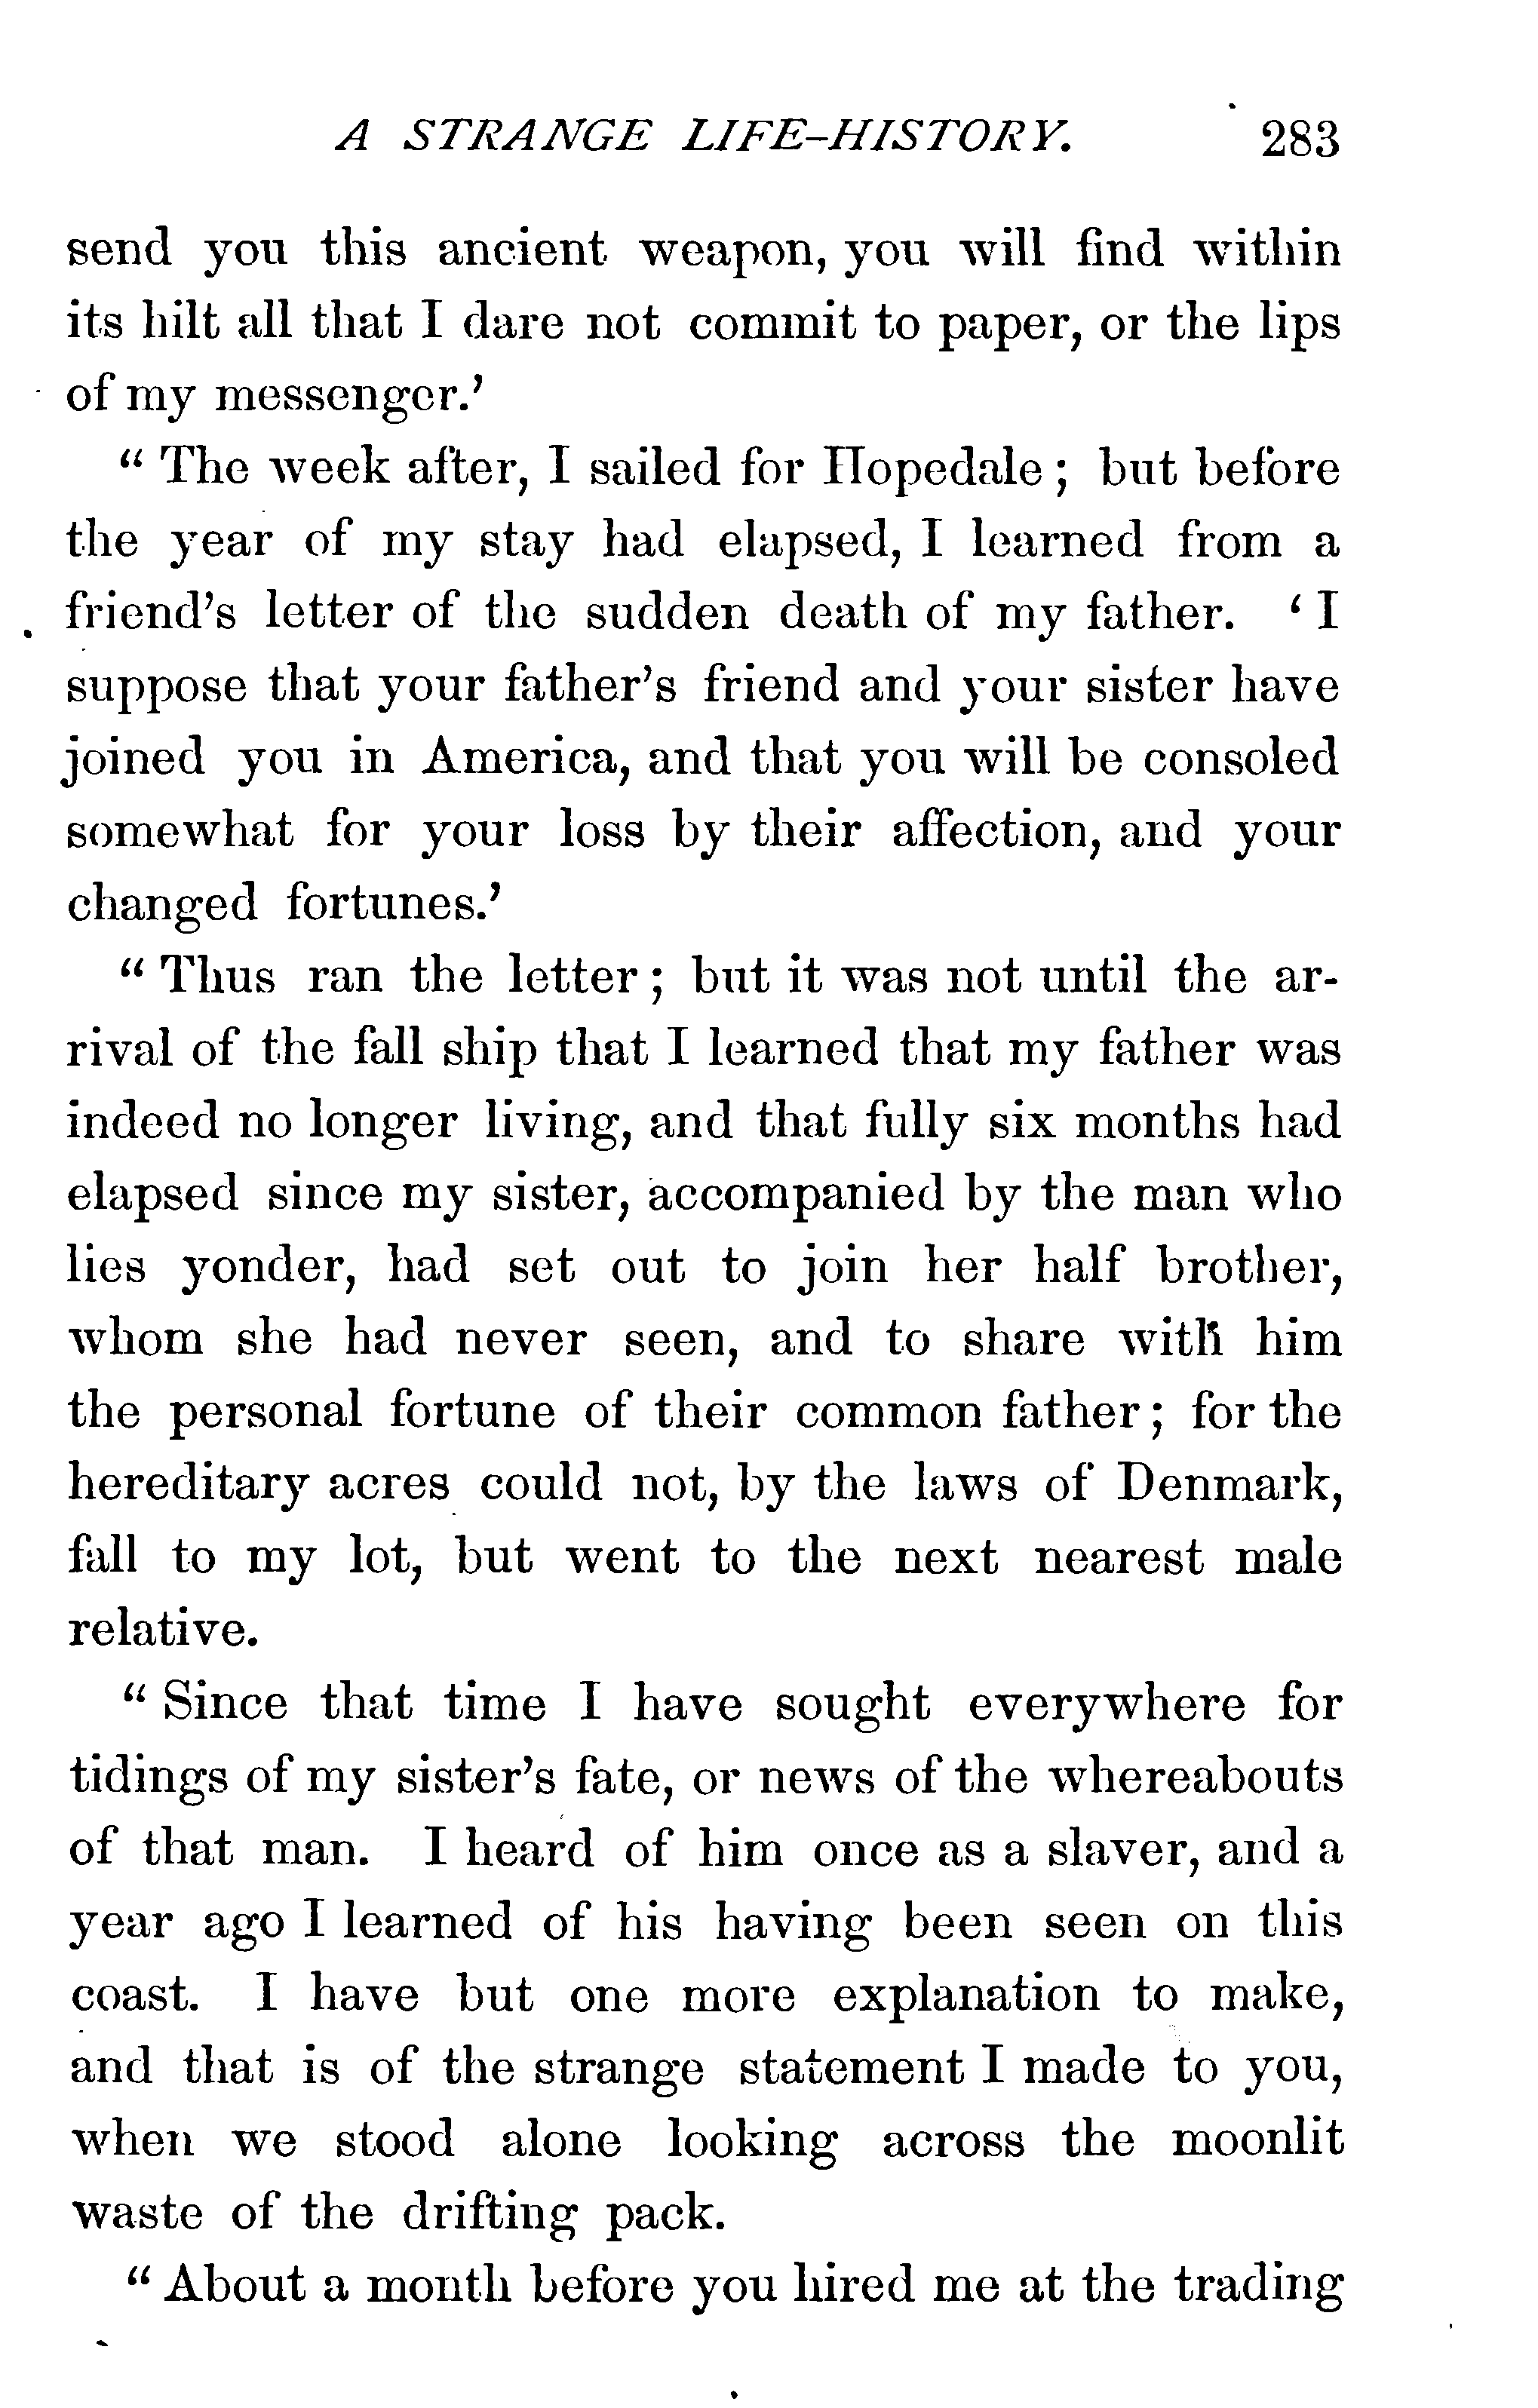 A STRANGE LIFE-HISTORY. 283
send you this ancient weapon, you will find within
its hilt all that I dare not commit to paper, or the lips
of my messenger.’
“ The week after, I sailed for Hopedale ; but before
the year of my stay had elapsed, I learned from a
friend’s letter of the sudden death of my father. ‘ I
suppose that your father’s friend and your sister have
joined you in America, and that you will be consoled
somewhat for your loss by their affection, and your
changed fortunes.’
“ Thus ran the letter ; but it was not until the ar-
rival of the fall ship that I learned that my father was
indeed no longer living, and that fully six months had
elapsed since my sister, accompanied by the man who
lies yonder, had set out to join her half brother,
whom she had never seen, and to share with him
the personal fortune of their common father ; for the
hereditary acres could not, by the laws of Denmark,
fall to my lot, but went to the next nearest male
relative.
“ Since that time I have sought everywhere for
tidings of my sister’s fate, or news of the whereabouts
of that man. I heard of him once as a slaver, and a
year ago I learned of his having been seen on this
coast. I have but one more explanation to make,
and that is of the strange statement I made to you,
when we stood alone looking across the moonlit
waste of the drifting pack.
“ About a month before you hired me at the trading